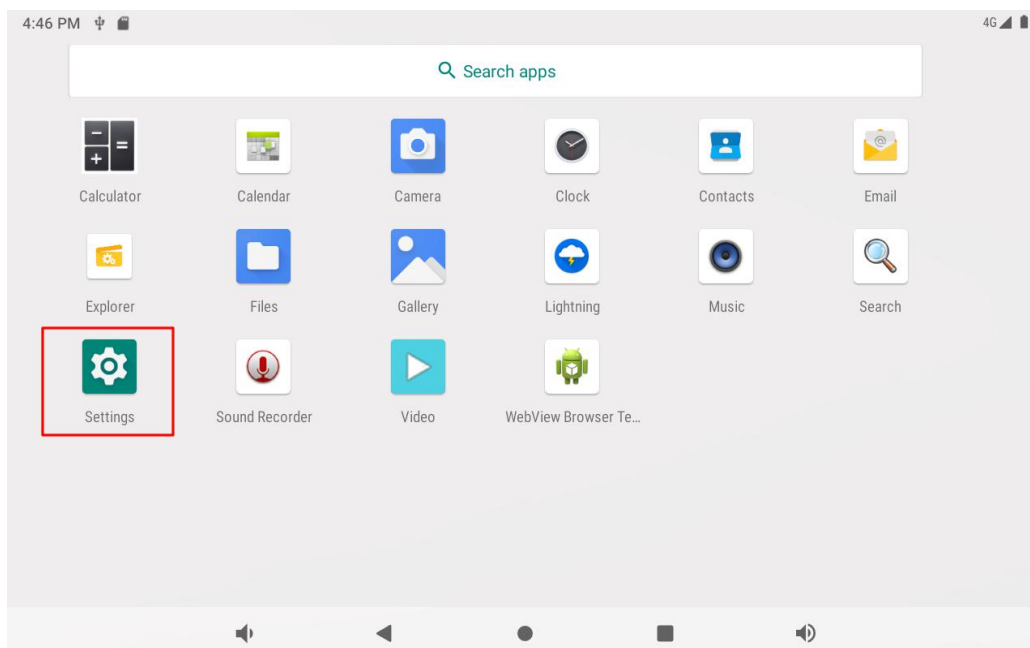 4:46 PM
4G
Search apps
Calculator
Calendar
Camera
Clock
Contacts
Email
Explorer
Files
Gallery
Lightning
Music
Search
Settings
Sound Recorder
Video
WebView Browser Te…